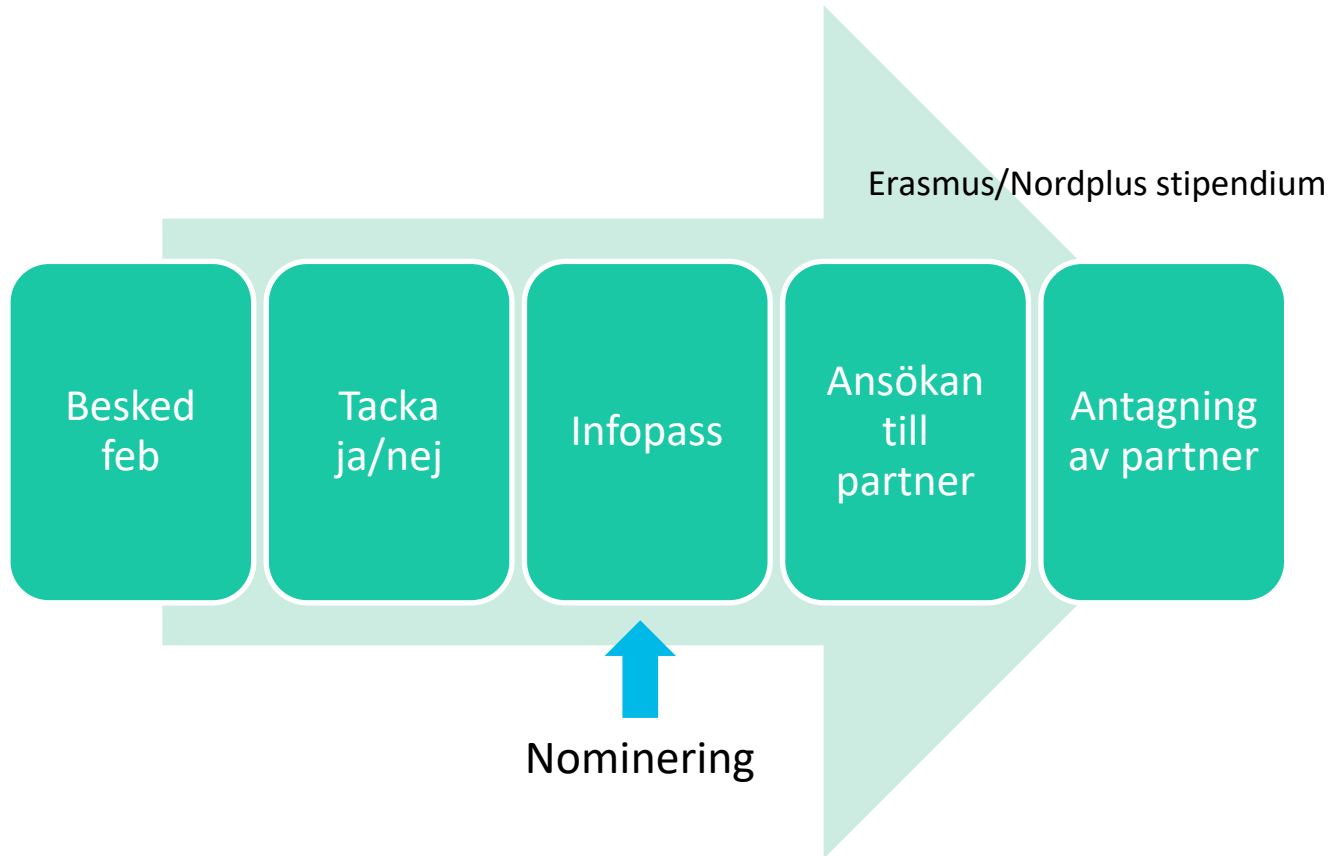 Erasmus/Nordplus stipendium
Besked
feb
Tacka
ja/nej
Infopass
Ansökan
till
partner
Antagning
av partner
Nominering